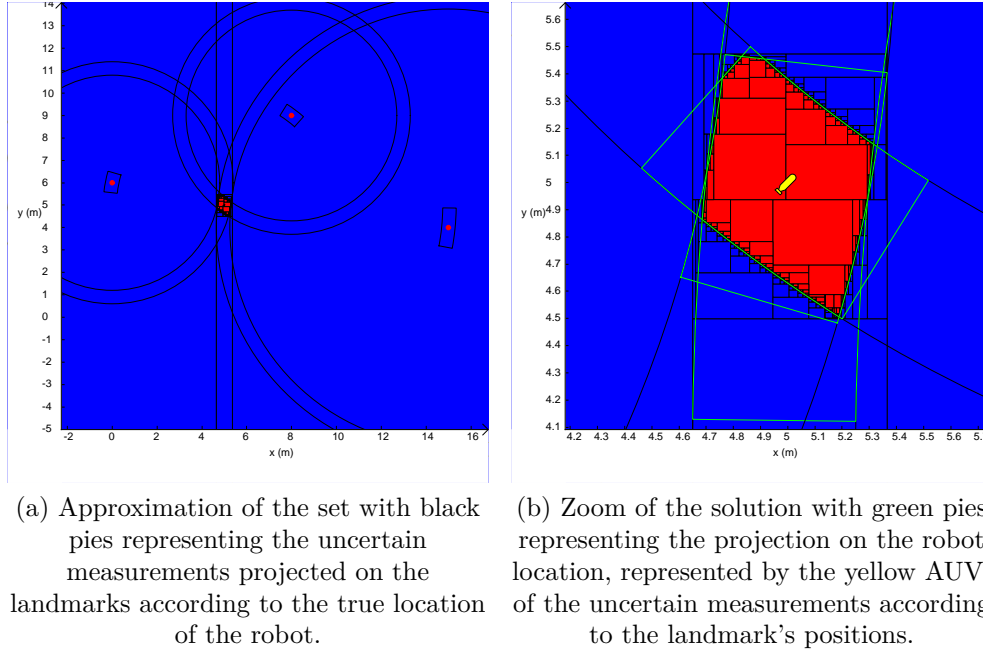 14
13
12
11
10
9
8
7
6
5
y (m)
4
3
2
1
0
-1
-2
-3
-4
-5
-2 0 2 4 6 8 10 12 14 16
x (m)
5.6
5.5
5.4
5.3
5.2
5.1
5
y (m)
4.9
4.8
4.7
4.6
4.5
4.4
4.3
4.2
4.1
4.2 4.3 4.4 4.5 4.6 4.7 4.8 4.9 5 5.1 5.2 5.3 5.4 5.5 5.6
x (m)
(a) Approximation of the set with black
pies representing the uncertain
measurements projected on the
landmarks according to the true location
of the robot.
(b) Zoom of the solution with green pies
representing the projection on the robot
location, represented by the yellow AUV
of the uncertain measurements according
to the landmark's positions.